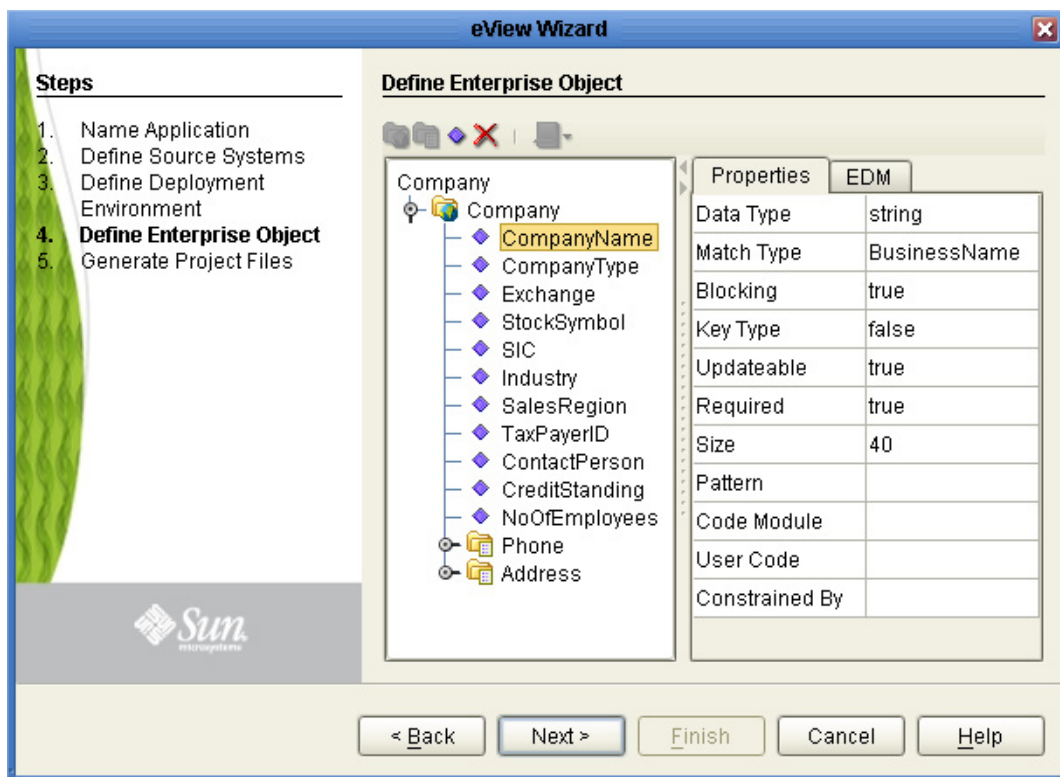 eView Wizard
Steps
1. Name Application
2. Define Source Systems
3. Define Deployment
Environment
4. Define Enterprise Object
5. Generate Project Files
Sun
microsystems
Define Enterprise Object
Company
Company
CompanyName
CompanyType
Exchange
StockSymbol
SIC
Industry
SalesRegion
TaxPayerID
ContactPerson
CreditStanding
NoOfEmployees
Phone
Address
Properties EDM
Data Type string
Match Type BusinessName
Blocking true
Key Type false
Updateable true
Required true
Size 40
Pattern
Code Module
User Code
Constrained By
< Back Next > Finish Cancel Help